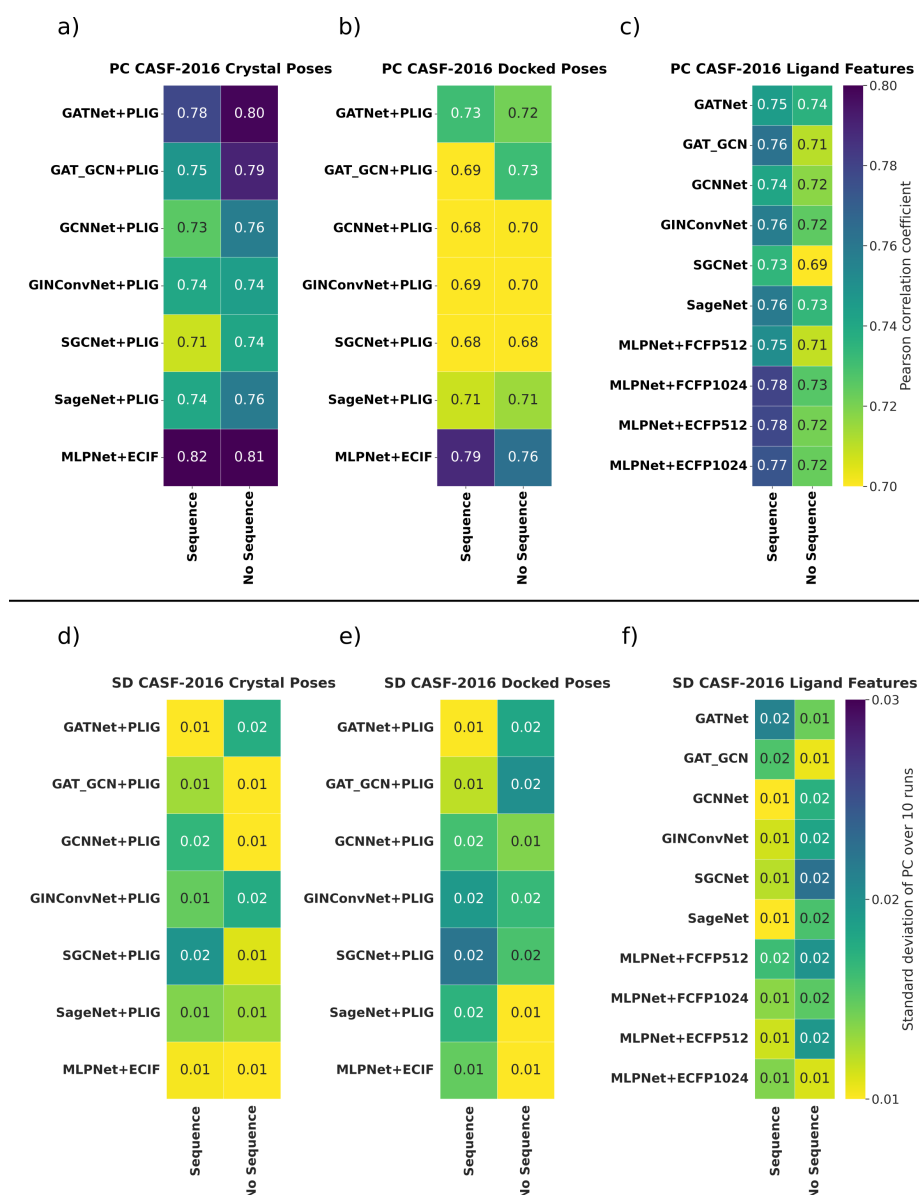 a)
b)
c)
PC CASF-2016 Crystal Poses
PC CASF-2016 Docked Poses
PC CASF-2016 Ligand Features
GATNet+PLIG 0.78 0.80
GAT_GCN+PLIG 0.75 0.79
GCNNet+PLIG 0.73 0.76
GINConvNet+PLIG 0.74 0.74
SGCNet+PLIG 0.71 0.74
SageNet+PLIG 0.74 0.76
MLPNet+ECIF 0.82 0.81
Sequence
No Sequence
GATNet+PLIG 0.73 0.72
GAT_GCN+PLIG 0.69 0.73
GCNNet+PLIG 0.68 0.70
GINConvNet+PLIG 0.69 0.70
SGCNet+PLIG 0.68 0.68
SageNet+PLIG 0.71 0.71
MLPNet+ECIF 0.79 0.76
Sequence
No Sequence
GATNet 0.75 0.74
GAT_GCN 0.76 0.71
GCNNet 0.74 0.72
GINConvNet 0.76 0.72
SGCNet 0.73 0.69
SageNet 0.76 0.73
MLPNet+FCFP512 0.75 0.71
MLPNet+FCFP1024 0.78 0.73
MLPNet+ECFP512 0.78 0.72
MLPNet+ECFP1024 0.77 0.72
Sequence
No Sequence
0.80
0.78
0.76
0.74
0.72
0.70
Pearson correlation coefficient
d)
e)
f)
SD CASF-2016 Crystal Poses
SD CASF-2016 Docked Poses
SD CASF-2016 Ligand Features
GATNet+PLIG 0.01 0.02
GAT_GCN+PLIG 0.01 0.01
GCNNet+PLIG 0.02 0.01
GINConvNet+PLIG 0.01 0.02
SGCNet+PLIG 0.02 0.01
SageNet+PLIG 0.01 0.01
MLPNet+ECIF 0.01 0.01
Sequence
No Sequence
GATNet+PLIG 0.01 0.02
GAT_GCN+PLIG 0.01 0.02
GCNNet+PLIG 0.02 0.01
GINConvNet+PLIG 0.02 0.02
SGCNet+PLIG 0.02 0.02
SageNet+PLIG 0.02 0.01
MLPNet+ECIF 0.01 0.01
Sequence
No Sequence
GATNet 0.02 0.01
GAT_GCN 0.02 0.01
GCNNet 0.01 0.02
GINConvNet 0.01 0.02
SGCNet 0.01 0.02
SageNet 0.01 0.02
MLPNet+FCFP512 0.02 0.02
MLPNet+FCFP1024 0.01 0.02
MLPNet+ECFP512 0.01 0.02
MLPNet+ECFP1024 0.01 0.01
Sequence
No Sequence
0.03
0.02
0.01
Standard deviation of PC over 10 runs